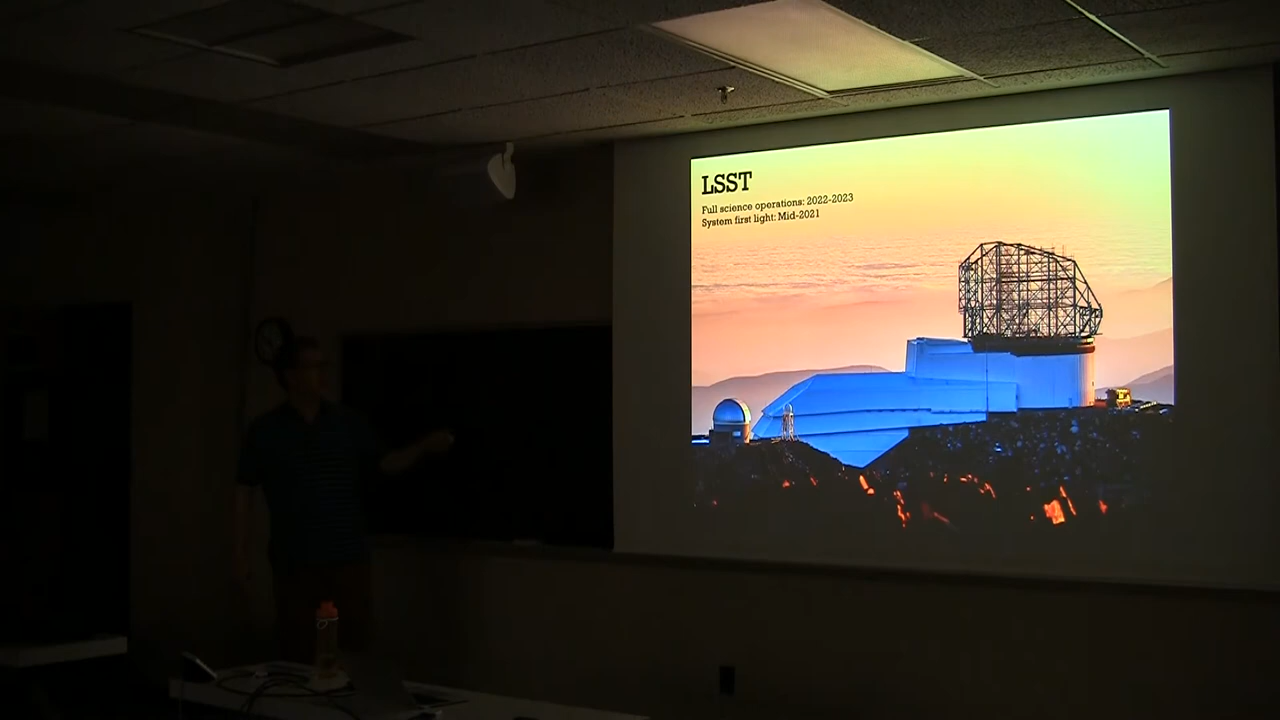 LSST
Full science operations: 2022-2023
System first light: Mid-2021